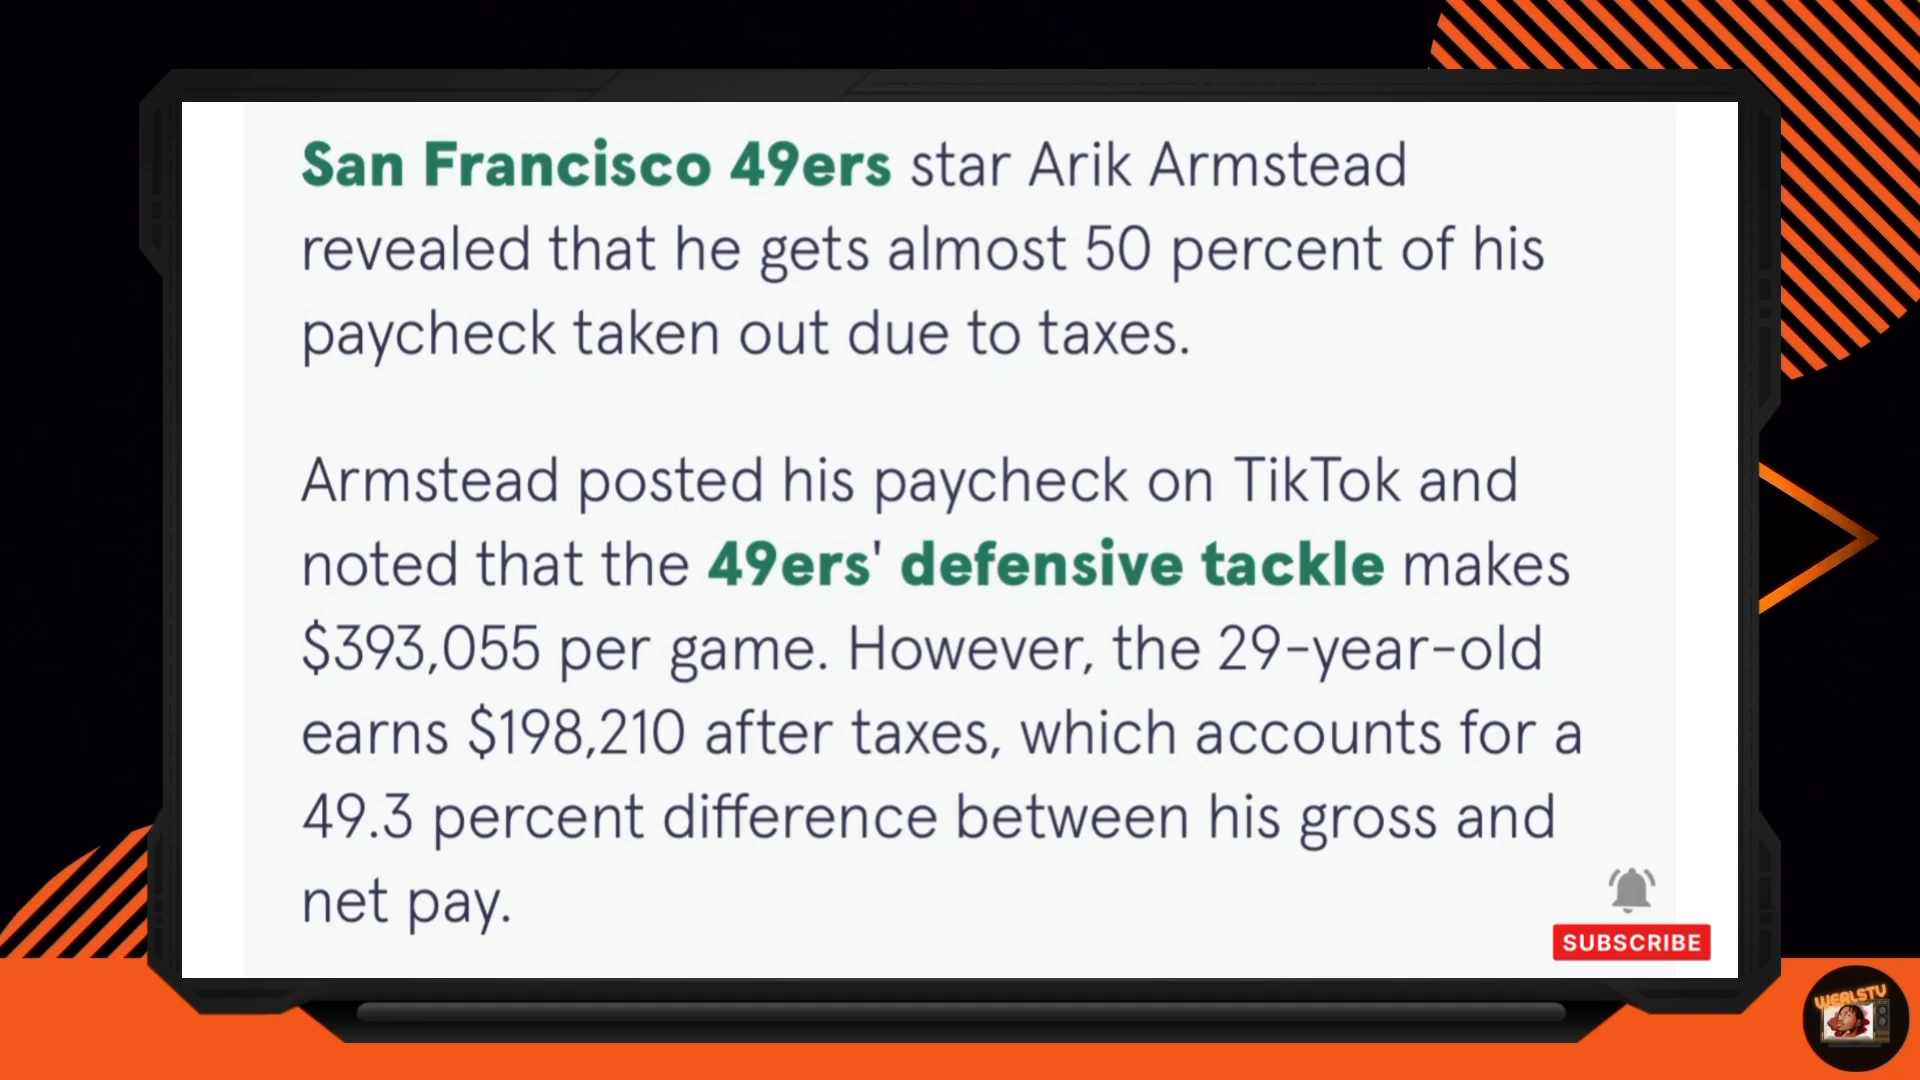 San Francisco 49ers star Arik Armstead
revealed that he gets almost 50 percent of his
paycheck taken out due to taxes.
Armstead posted his paycheck on TikTok and
noted that the 49ers' defensive tackle makes
$393,055 per game. However, the 29-year-old
earns $198,210 after taxes, which accounts for a
49.3 percent difference between his gross and
net pay.
SUBSCRIBE
WERLSTV